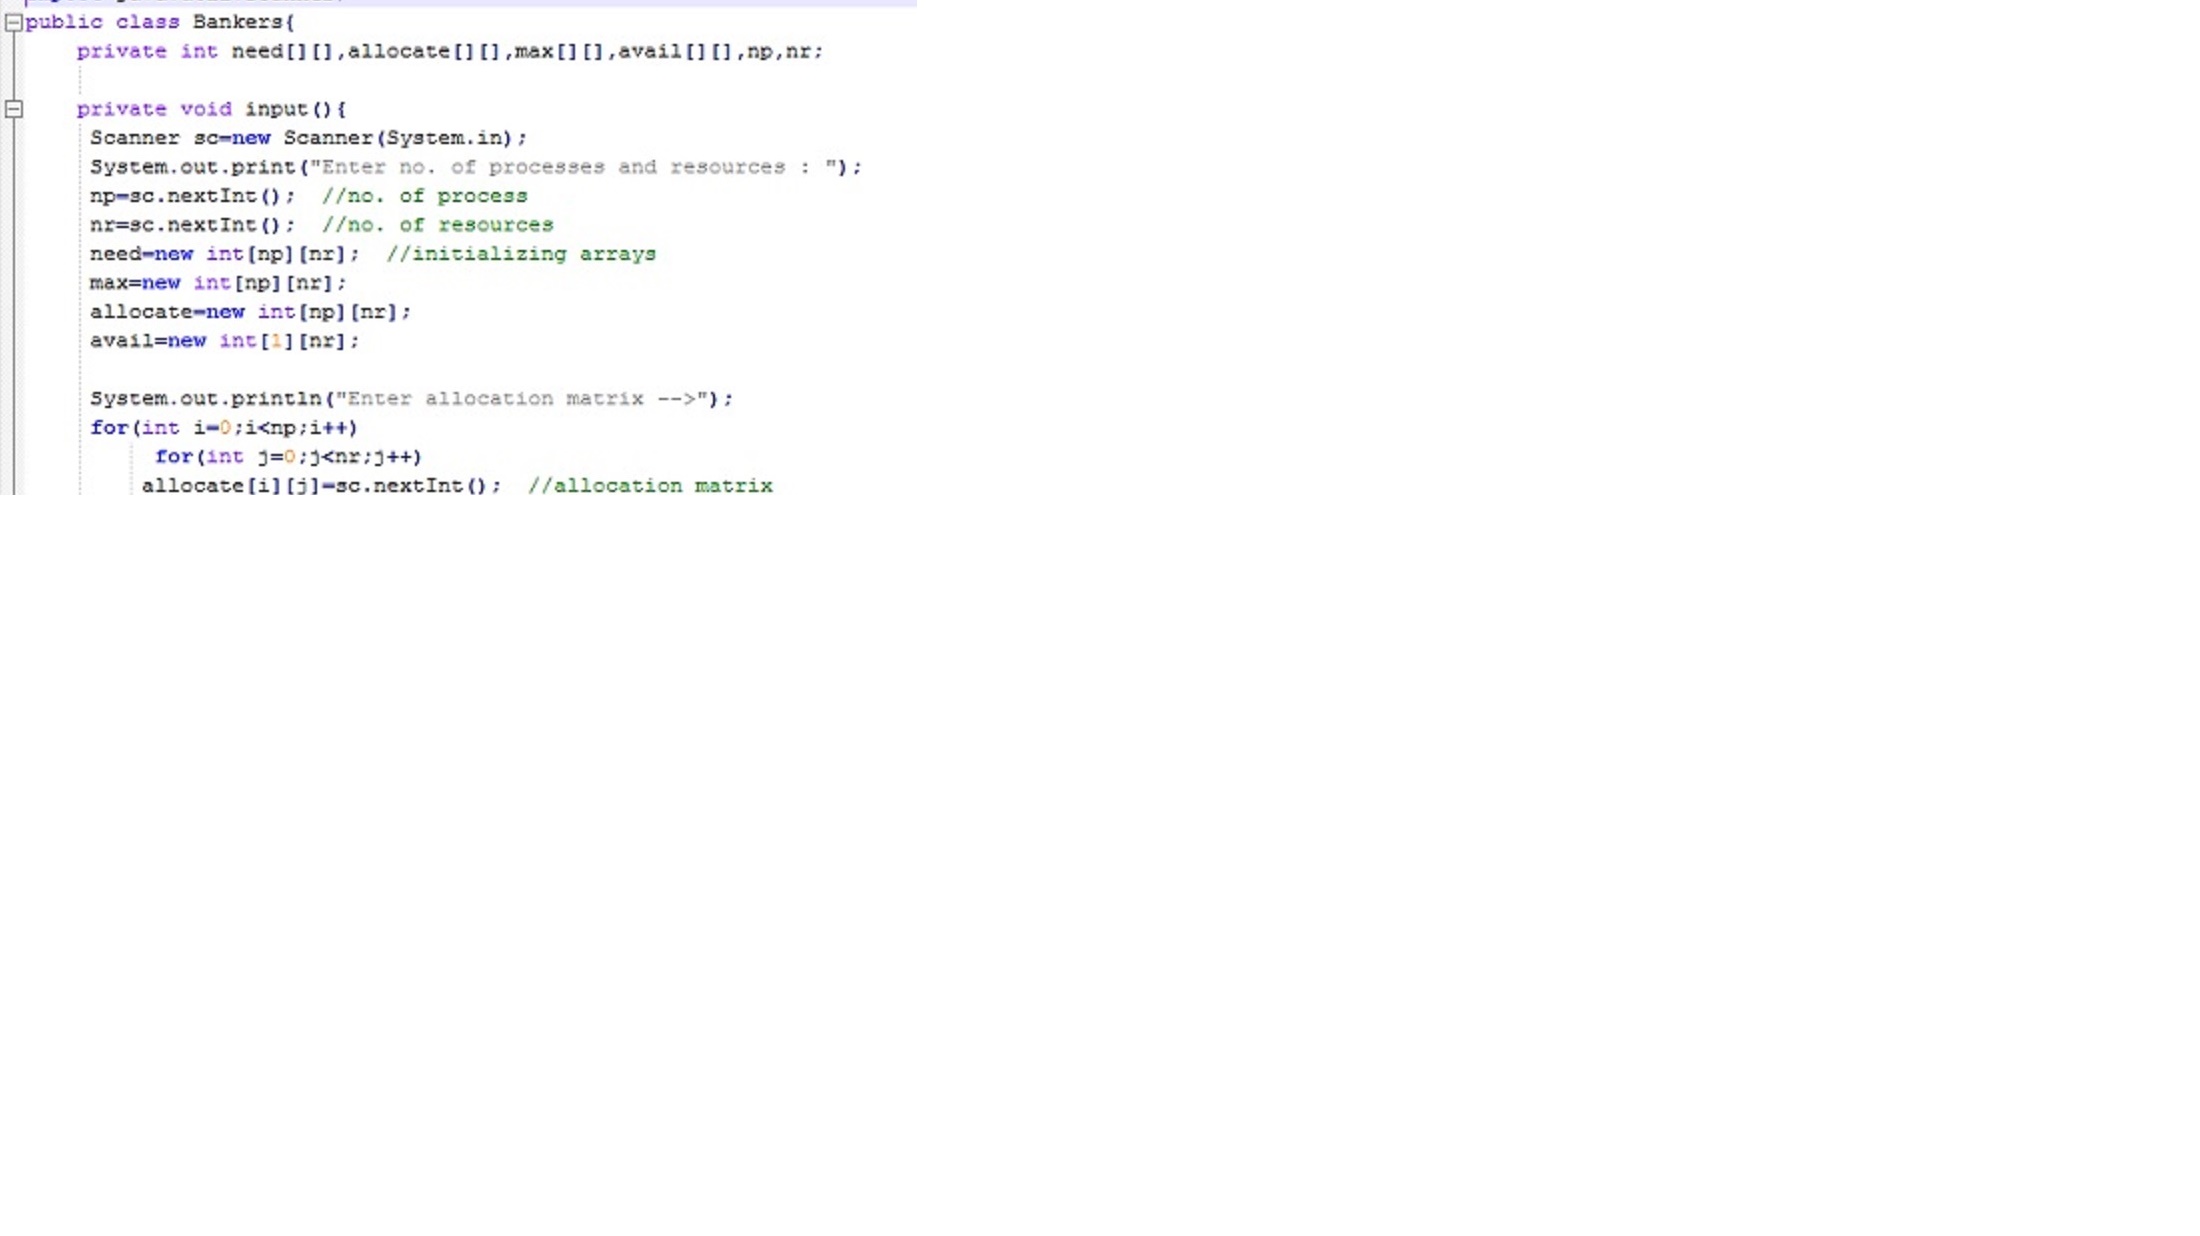 public class Bankers{
private int need[][],allocate[][],max[][],avail[][],np,nr;
private void input(){
Scanner sc=new Scanner(System.in);
System.out.print("Enter no. of processes and resources : ");
np=sc.nextInt();  //no. of process
nr=sc.nextInt();  //no. of resources
need=new int[np][nr];  //initializing arrays
max=new int[np][nr];
allocate=new int[np][nr];
avail=new int[1][nr];
System.out.println("Enter allocation matrix -->");
for(int i=0;i<np;i++)
for(int j=0;j<nr;j++)
allocate[i][j]=sc.nextInt();  //allocation matrix